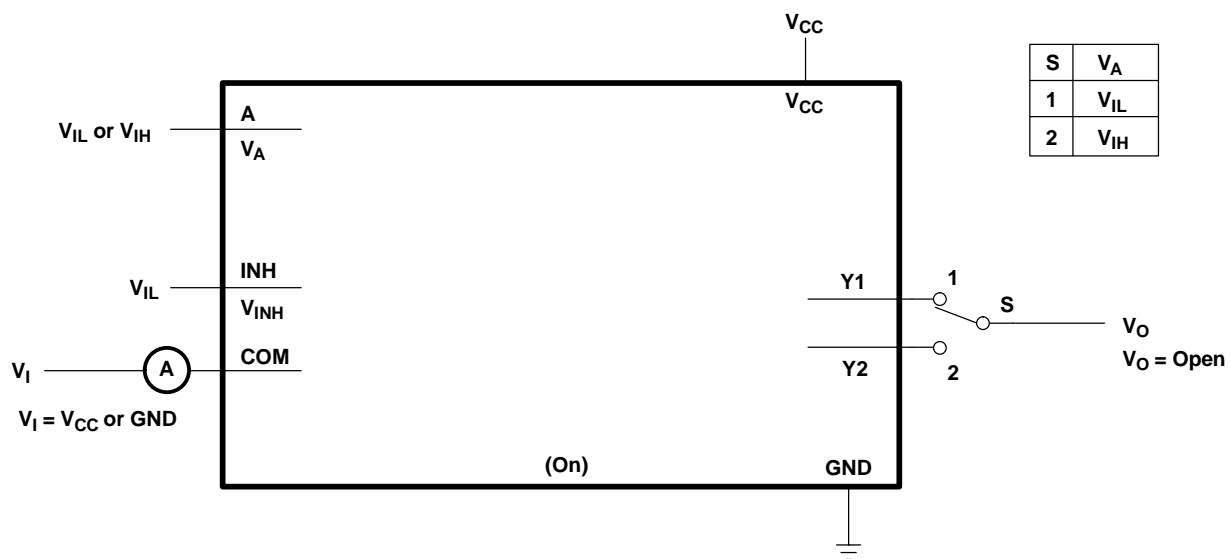 VCC
S VA
1 VIL
2 VIH
VCC
A
VIL or VIH
VA
INH
VIL
VINH
Y1
1
S
VO
VO = Open
COM
VI
A
Y2
2
VI = VCC or GND
(On)
GND